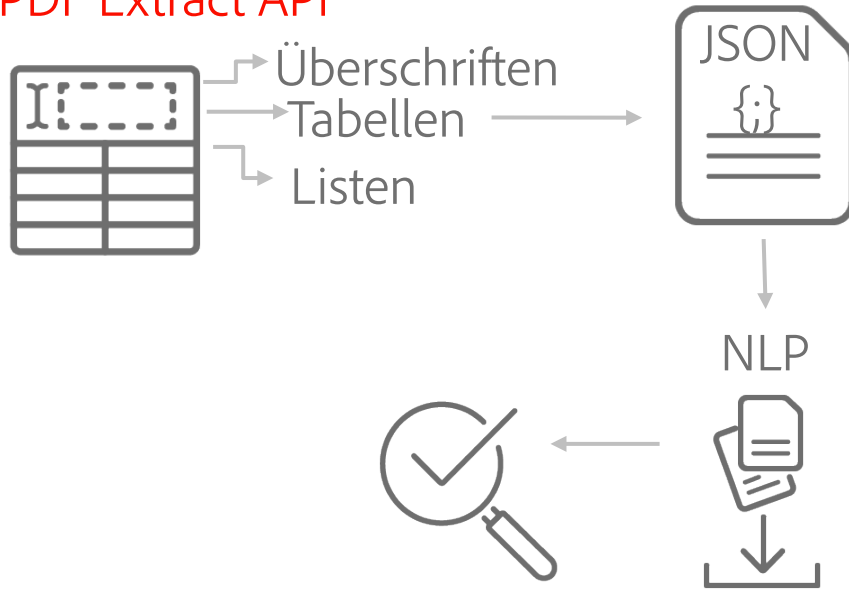 PDF Extract API
Überschriften
Tabellen
Listen
JSON
{;}
NLP